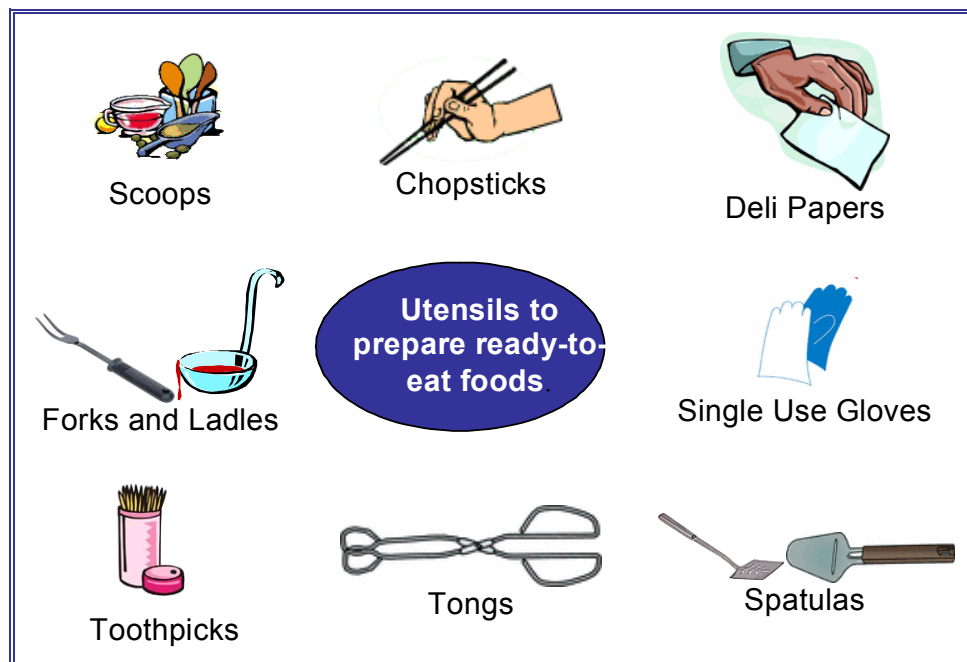 Scoops
Chopsticks
Deli Papers
Forks and Ladles
Utensils to
prepare ready-to-
eat foods.
Single Use Gloves
Toothpicks
Tongs
Spatulas